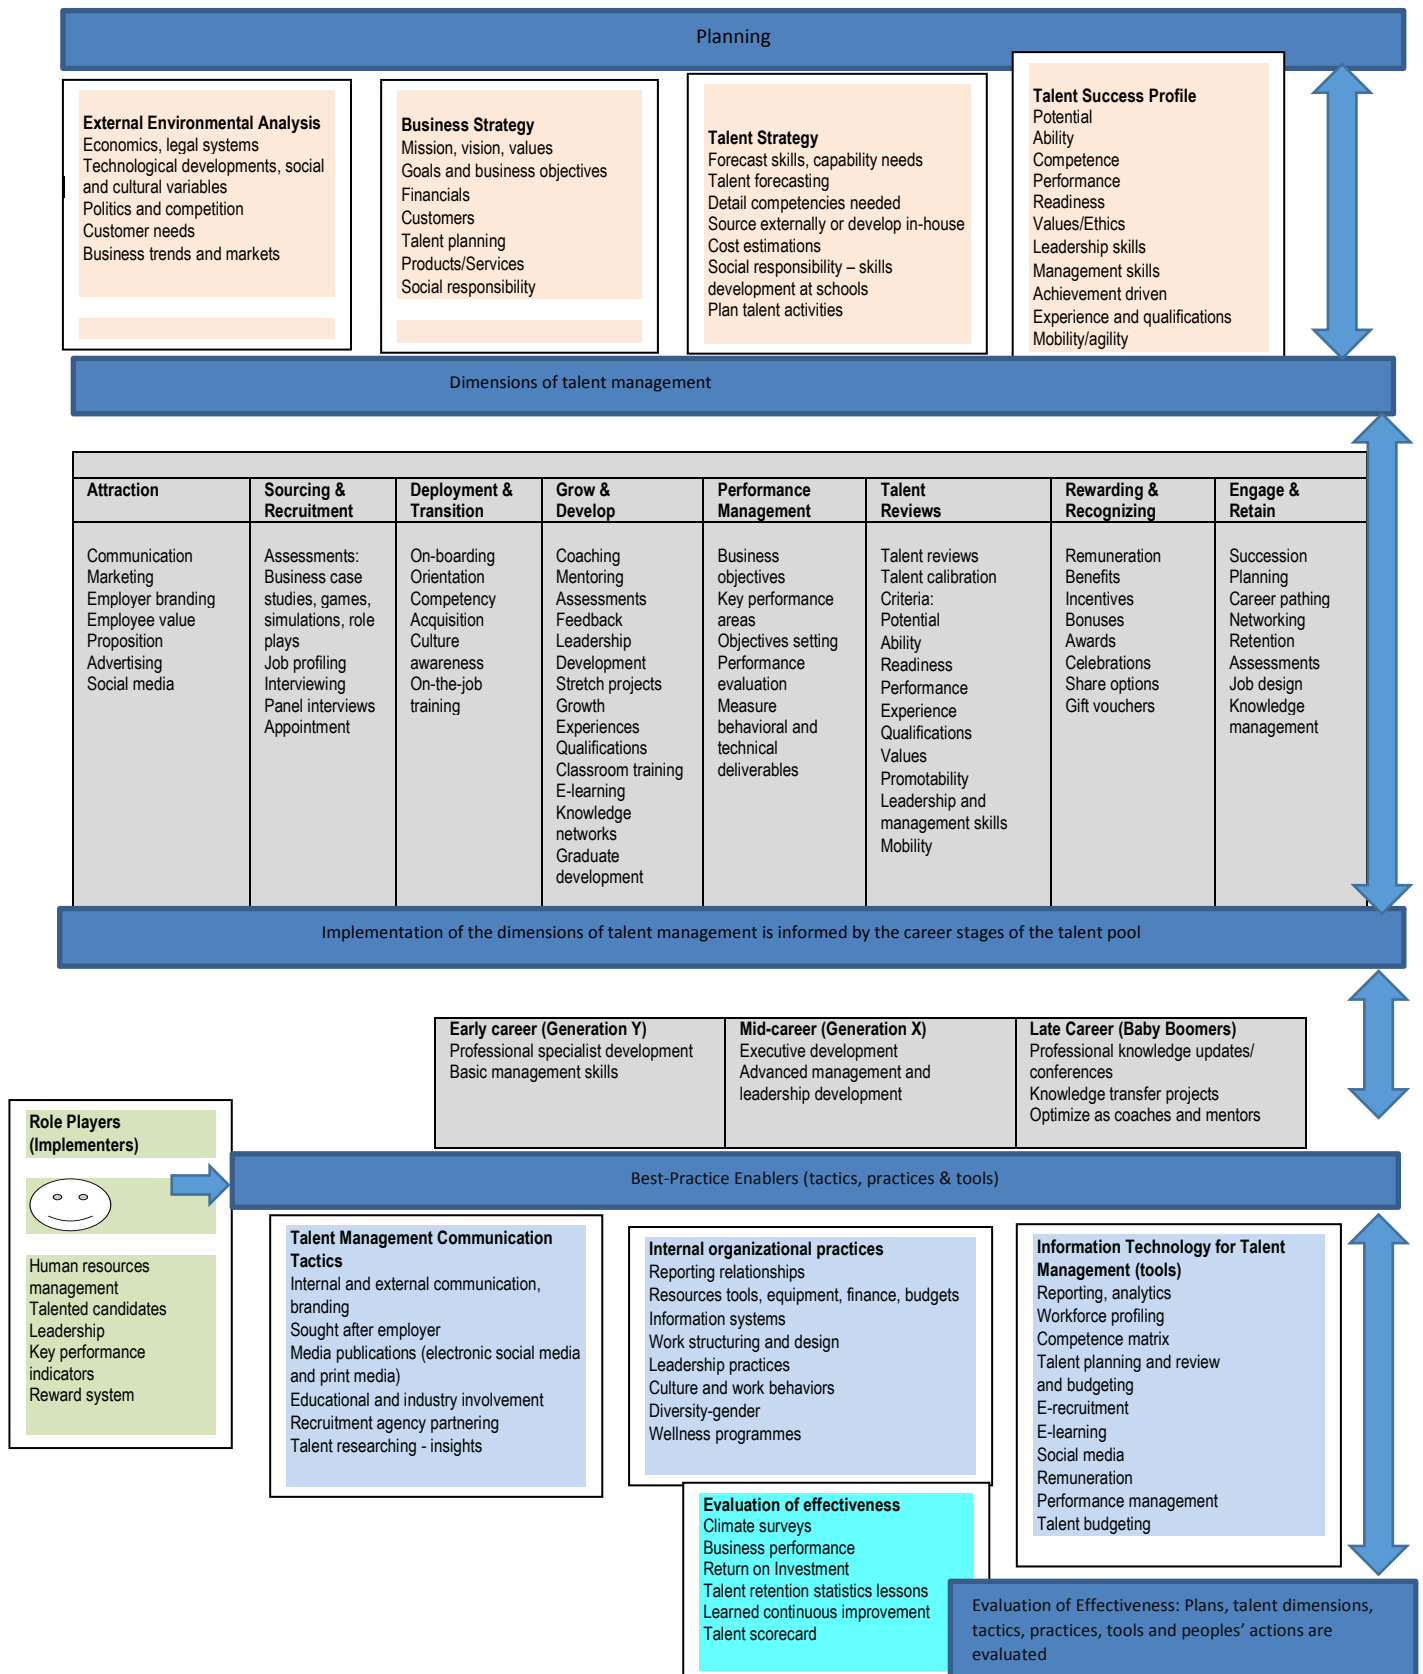 Planning
External Environmental Analysis
Economics, legal systems
Technological developments, social
and cultural variables
Politics and competition
Customer needs
Business trends and markets
Business Strategy
Mission, vision, values
Goals and business objectives
Financials
Customers
Talent planning
Products/Services
Social responsibility
Talent Strategy
Forecast skills, capability needs
Talent forecasting
Detail competencies needed
Source externally or develop in-house
Cost estimations
Social responsibility – skills
development at schools
Plan talent activities
Talent Success Profile
Potential
Ability
Competence
Performance
Readiness
Values/Ethics
Leadership skills
Management skills
Achievement driven
Experience and qualifications
Mobility/agility
Dimensions of talent management
Attraction
Communication
Marketing
Employer branding
Employee value
Proposition
Advertising
Social media
Sourcing &
Recruitment
Assessments:
Business case
studies, games,
simulations, role
plays
Job profiling
Interviewing
Panel interviews
Appointment
Deployment &
Transition
On-boarding
Orientation
Competency
Acquisition
Culture
awareness
On-the-job
training
Grow &
Develop
Coaching
Mentoring
Assessments
Feedback
Leadership
Development
Stretch projects
Growth
Experiences
Qualifications
Classroom training
E-learning
Knowledge
networks
Graduate
development
Performance
Management
Business
objectives
Key performance
areas
Objectives setting
Performance
evaluation
Measure
behavioral and
technical
deliverables
Talent
Reviews
Talent reviews
Talent calibration
Criteria:
Potential
Ability
Readiness
Performance
Experience
Qualifications
Values
Promotability
Leadership and
management skills
Mobility
Rewarding &
Recognizing
Remuneration
Benefits
Incentives
Bonuses
Awards
Celebrations
Share options
Gift vouchers
Engage &
Retain
Succession
Planning
Career pathing
Networking
Retention
Assessments
Job design
Knowledge
management
Implementation of the dimensions of talent management is informed by the career stages of the talent pool
Early career (Generation Y)
Professional specialist development
Basic management skills
Mid-career (Generation X)
Executive development
Advanced management and
leadership development
Late Career (Baby Boomers)
Professional knowledge updates/
conferences
Knowledge transfer projects
Optimize as coaches and mentors
Role Players
(Implementers)
Human resources
management
Talented candidates
Leadership
Key performance
indicators
Reward system
Best-Practice Enablers (tactics, practices & tools)
Talent Management Communication
Tactics
Internal and external communication,
branding
Sought after employer
Media publications (electronic social media
and print media)
Educational and industry involvement
Recruitment agency partnering
Talent researching - insights
Internal organizational practices
Reporting relationships
Resources tools, equipment, finance, budgets
Information systems
Work structuring and design
Leadership practices
Culture and work behaviors
Diversity-gender
Wellness programmes
Information Technology for Talent
Management (tools)
Reporting, analytics
Workforce profiling
Competence matrix
Talent planning and review
and budgeting
E-recruitment
E-learning
Social media
Remuneration
Performance management
Talent budgeting
Evaluation of effectiveness
Climate surveys
Business performance
Return on Investment
Talent retention statistics lessons
Learned continuous improvement
Talent scorecard
Evaluation of Effectiveness: Plans, talent dimensions,
tactics, practices, tools and peoples’ actions are
evaluated